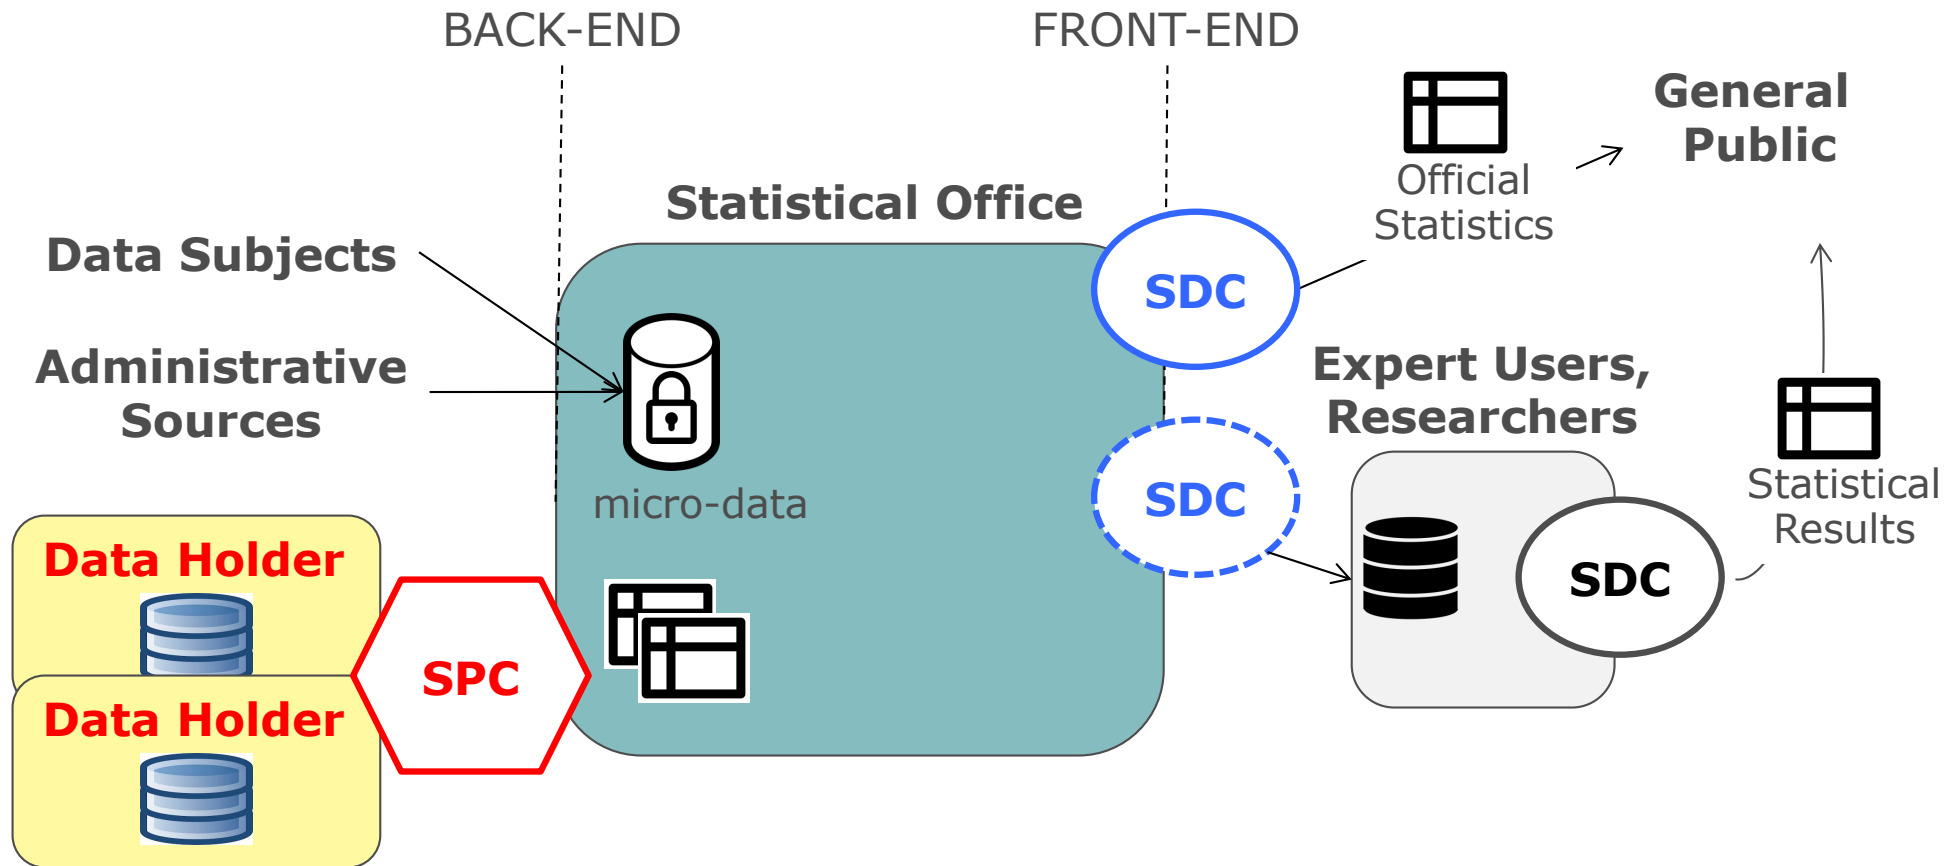 BACK-END
FRONT-END
General
Public
Official
Statistics
Statistical Office
Data Subjects
SDC
Administrative
Sources
Expert Users,
Researchers
micro-data
SDC
Statistical
Results
Data Holder
SDC
SPC
Data Holder